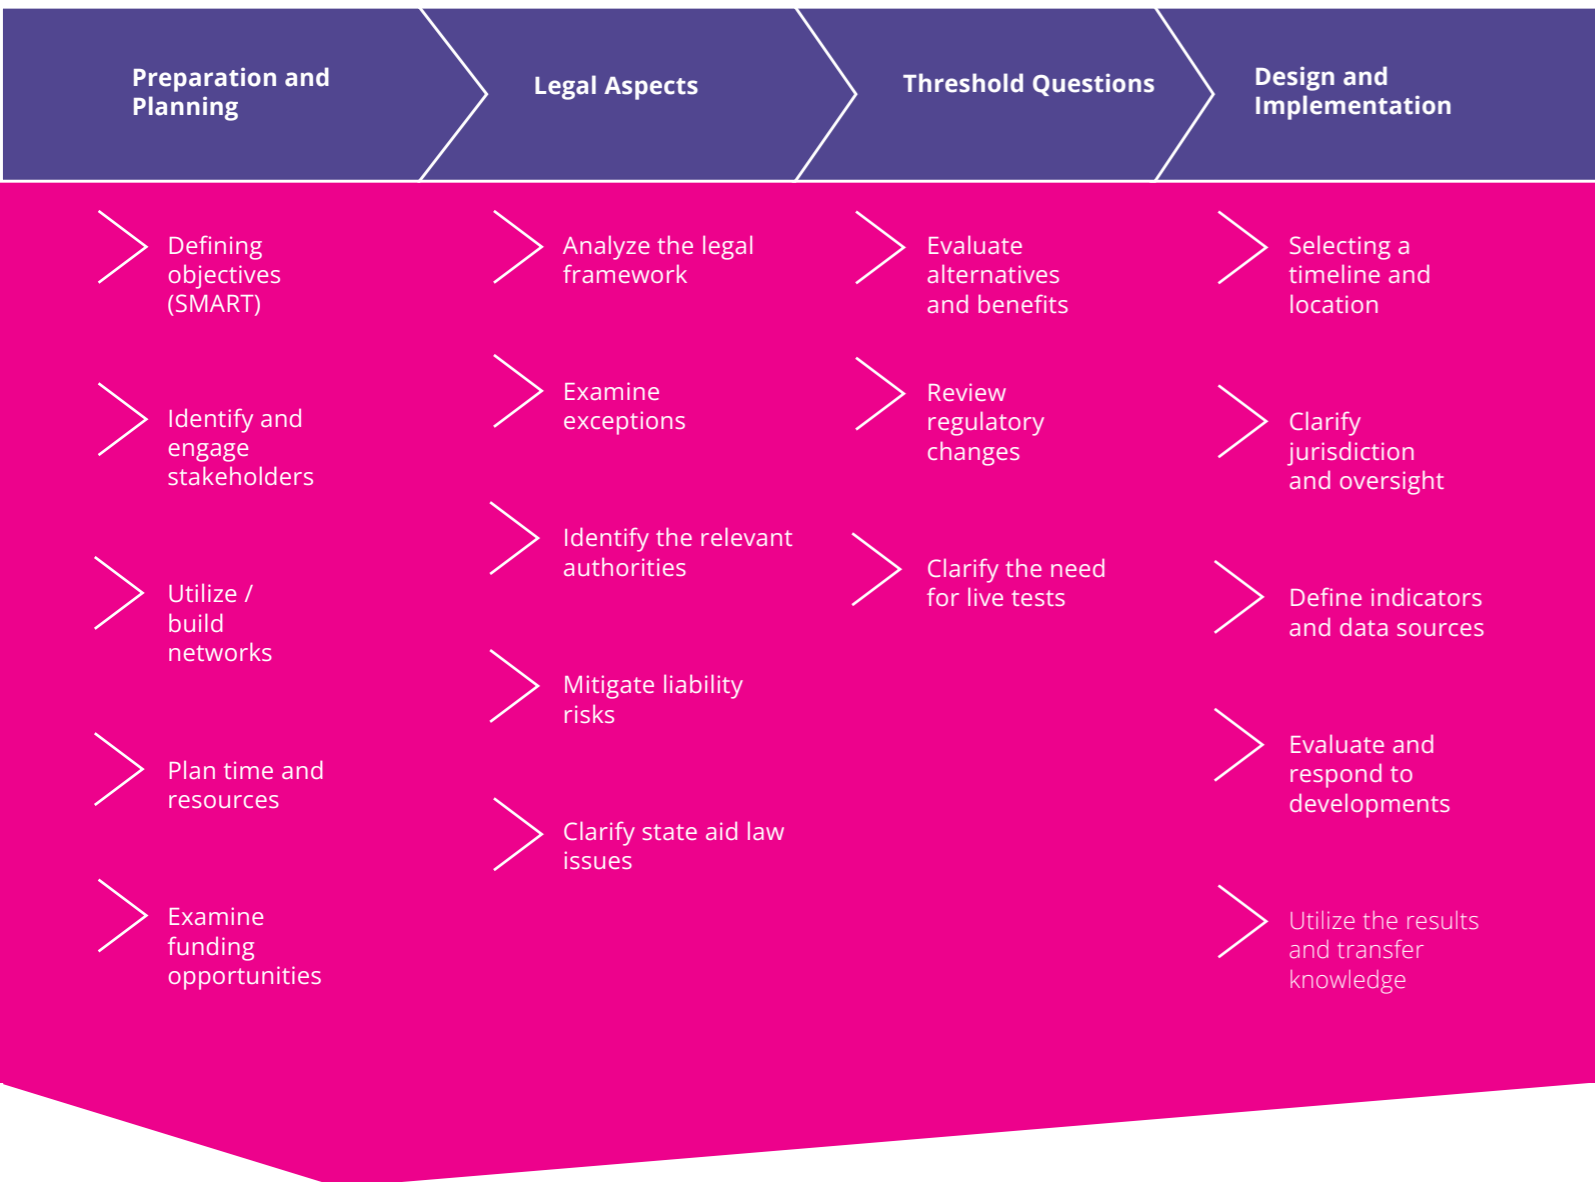 Preparation and
Planning
Legal Aspects
Threshold Questions
Design and
Implementation
Defining
objectives
(SMART)
Identify and
engage
stakeholders
Utilize /
build
networks
Plan time and
resources
Examine
funding
opportunities
Analyze the legal
framework
Examine
exceptions
Identify the relevant
authorities
Mitigate liability
risks
Clarify state aid law
issues
Evaluate
alternatives
and benefits
Review
regulatory
changes
Clarify the need
for live tests
Selecting a
timeline and
location
Clarify
jurisdiction
and oversight
Define indicators
and data sources
Evaluate and
respond to
developments
Utilize the results
and transfer
knowledge